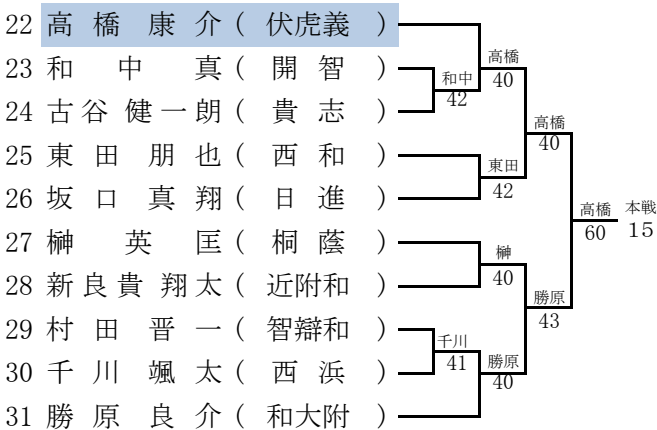 22 高橋 康介 ( 伏虎義 )
23 和中 真 ( 開智 )
24 古谷 健一朗 ( 貴志 )
25 東田 朋也 ( 西和 )
26 坂口 真翔 ( 日進 )
27 榊 英匡 ( 桐蔭 )
28 新良貴 翔太 ( 近附和 )
29 村田 晋一 ( 智辯和 )
30 千川 颯太 ( 西浜 )
31 勝原 良介 ( 和大附 )
和中
42
千川
41
高橋
40
東田
42
榊
40
勝原
40
高橋
40
勝原
43
高橋
60
本戦
15